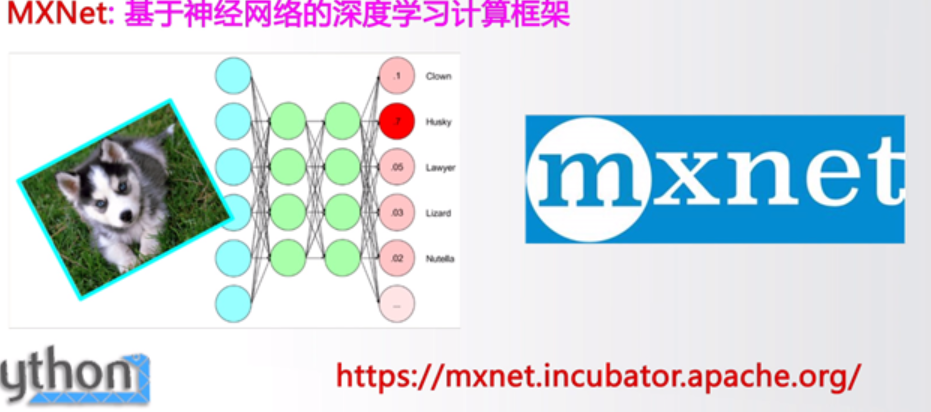 MXNet: 基于神经网络的深度学习计算框架
.1 Clown
.7 Husky
.05 Lawyer
.03 Lizard
.02 Nutella
...
mxnet
ython
https://mxnet.incubator.apache.org/